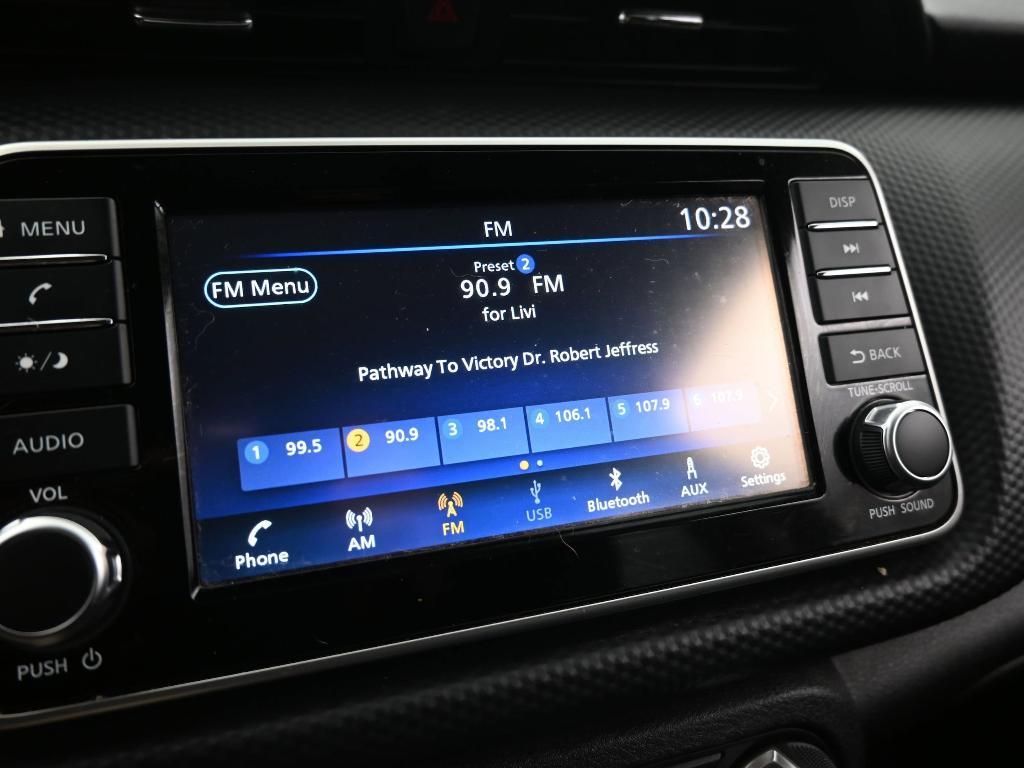 MENU
AUDIO
VOL
PUSH
FM
10:28
FM Menu
Preset 2
90.9 FM
for Livi
Pathway To Victory Dr. Robert Jeffress
1 99.5
2 90.9
3 98.1
4 106.1
5 107.9
6 107.9
Phone
AM
FM
USB
Bluetooth
AUX
Settings
DISP
BACK
TUNE·SCROLL
PUSH SOUND